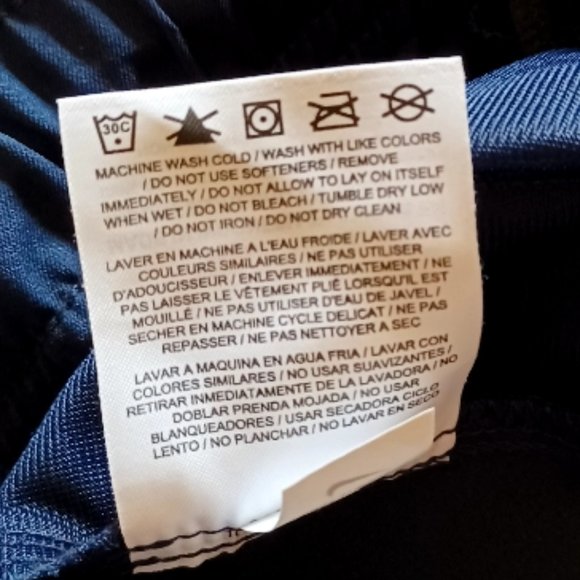 30C
MACHINE WASH COLD / WASH WITH LIKE COLORS
/ DO NOT USE SOFTENERS / REMOVE
IMMEDIATELY / DO NOT ALLOW TO LAY ON ITSELF
WHEN WET / DO NOT BLEACH / TUMBLE DRY LOW
/ DO NOT IRON / DO NOT DRY CLEAN
LAVER EN MACHINE A L'EAU FROIDE / LAVER AVEC
COULEURS SIMILAIRES / NE PAS UTILISER
D'ADOUCISSEUR / ENLEVER IMMEDIATEMENT / NE
PAS LAISSER LE VÊTEMENT PLIÉ LORSQU'IL EST
MOUILLÉ / NE PAS UTILISER D'EAU DE JAVEL /
SECHER EN MACHINE CYCLE DELICAT / NE PAS
REPASSER / NE PAS NETTOYER A SEC
LAVAR A MAQUINA EN AGUA FRIA / LAVAR CON
COLORES SIMILARES / NO USAR SUAVIZANTES /
RETIRAR IMMEDIATAMENTE DE LA LAVADORA / NO
DOBLAR PRENDA MOJADA / NO USAR
BLANQUEADORES / USAR SECADORA CICLO
LENTO / NO PLANCHAR / NO LAVAR EN SECO